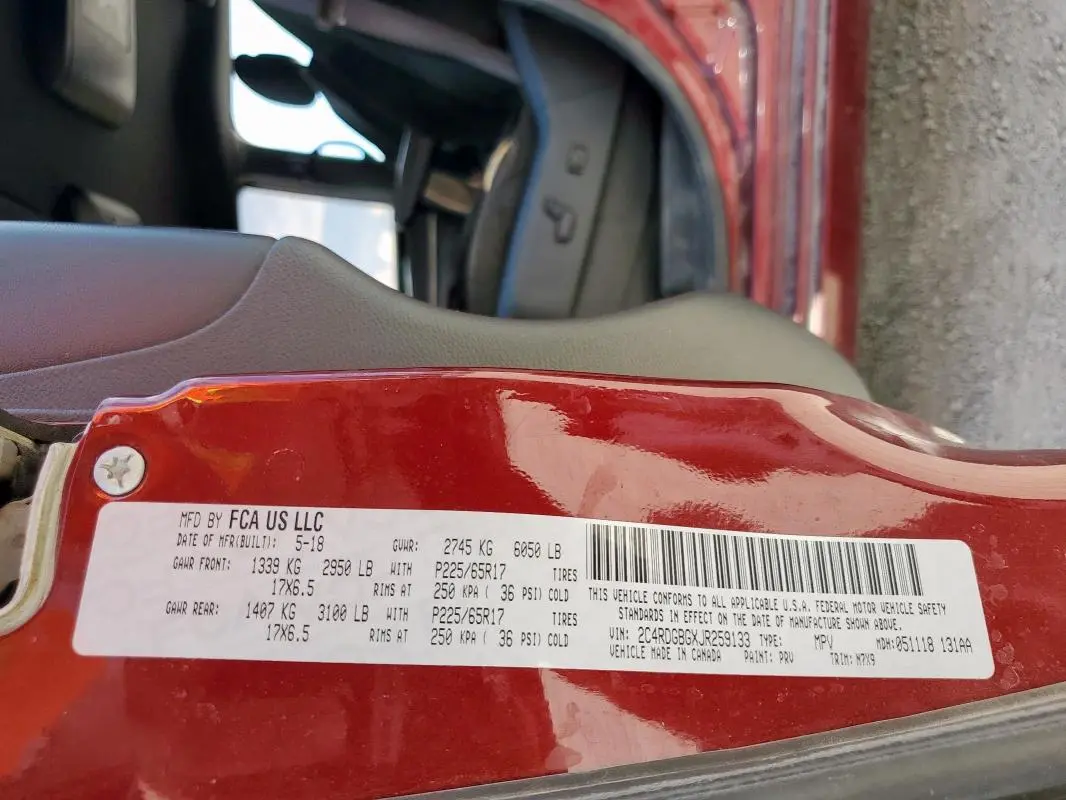 MFD BY FCA US LLC
DATE OF MFR(BUILT): 5-18 GVWR: 2745 KG 6050 LB
GAWR FRONT: 1339 KG 2950 LB WITH P225/65R17 TIRES
17X6.5 RIMS AT 250 KPA ( 36 PSI) COLD
GAWR REAR: 1407 KG 3100 LB WITH P225/65R17 TIRES
17X6.5 RIMS AT 250 KPA ( 36 PSI) COLD
THIS VEHICLE CONFORMS TO ALL APPLICABLE U.S.A. FEDERAL MOTOR VEHICLE SAFETY
STANDARDS IN EFFECT ON THE DATE OF MANUFACTURE SHOWN ABOVE.
VIN: 2C4RDGBGXJR259133 TYPE: MPV MDH:051118 131AA
VEHICLE MADE IN CANADA PAINT: PRV TRIM: N7X9